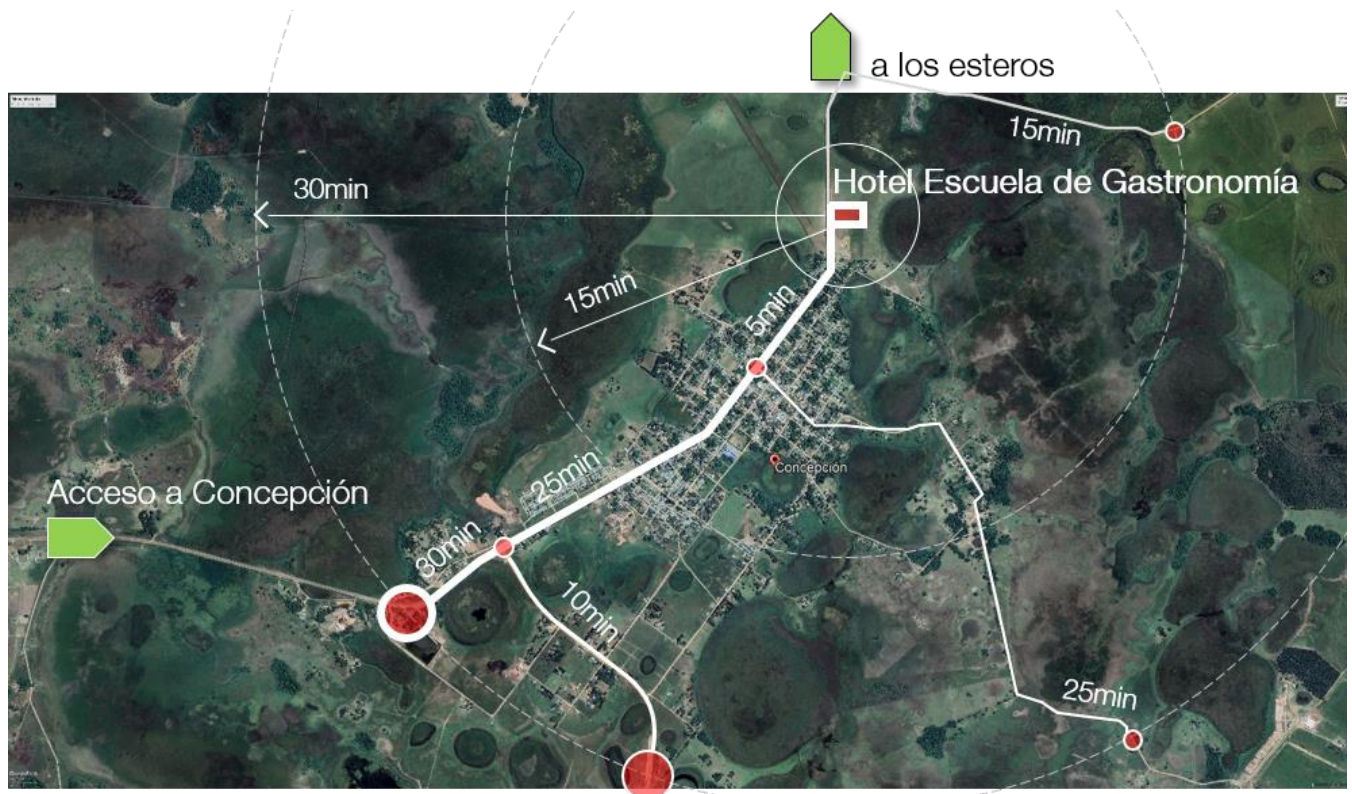 a los esteros
15min
30min
Hotel Escuela de Gastronomía
15min
5min
Concepción
25min
Acceso a Concepción
30min
10min
25min